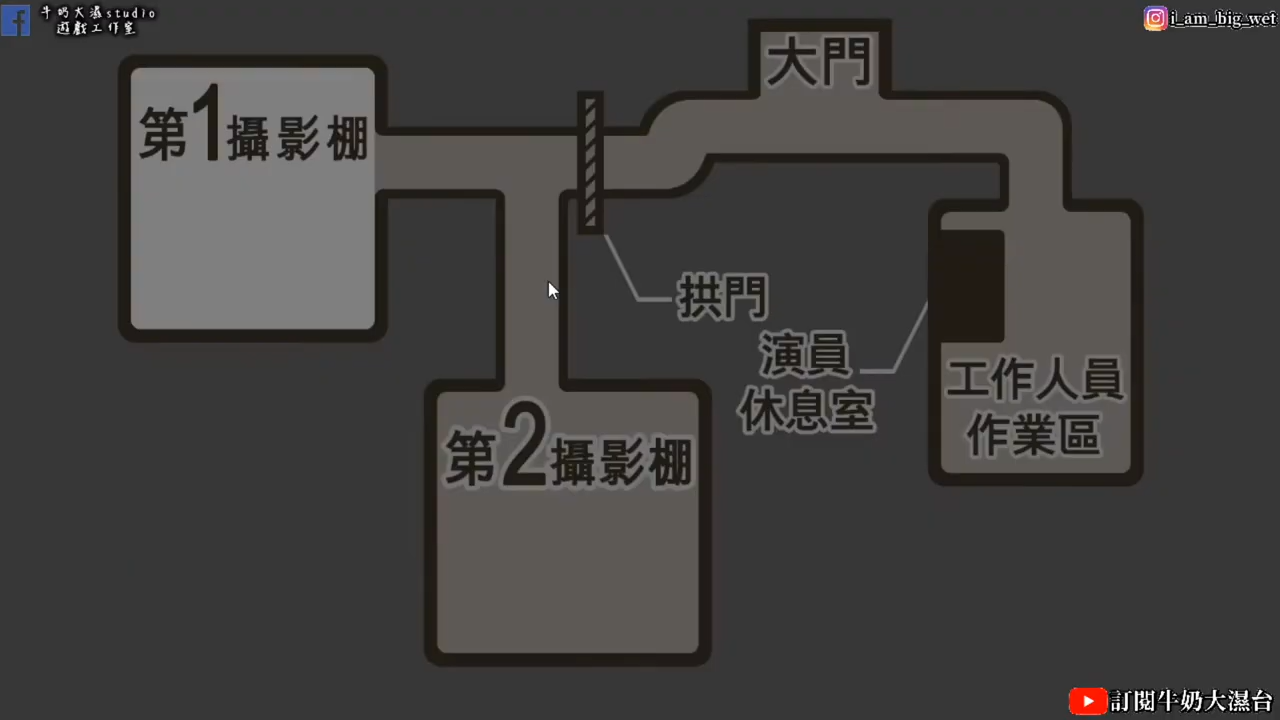 牛奶大濕studio
遊戲工作室
i_am_big_wet
大門
第1攝影棚
拱門
演員
休息室
工作人員
作業區
第2攝影棚
訂閱牛奶大濕台